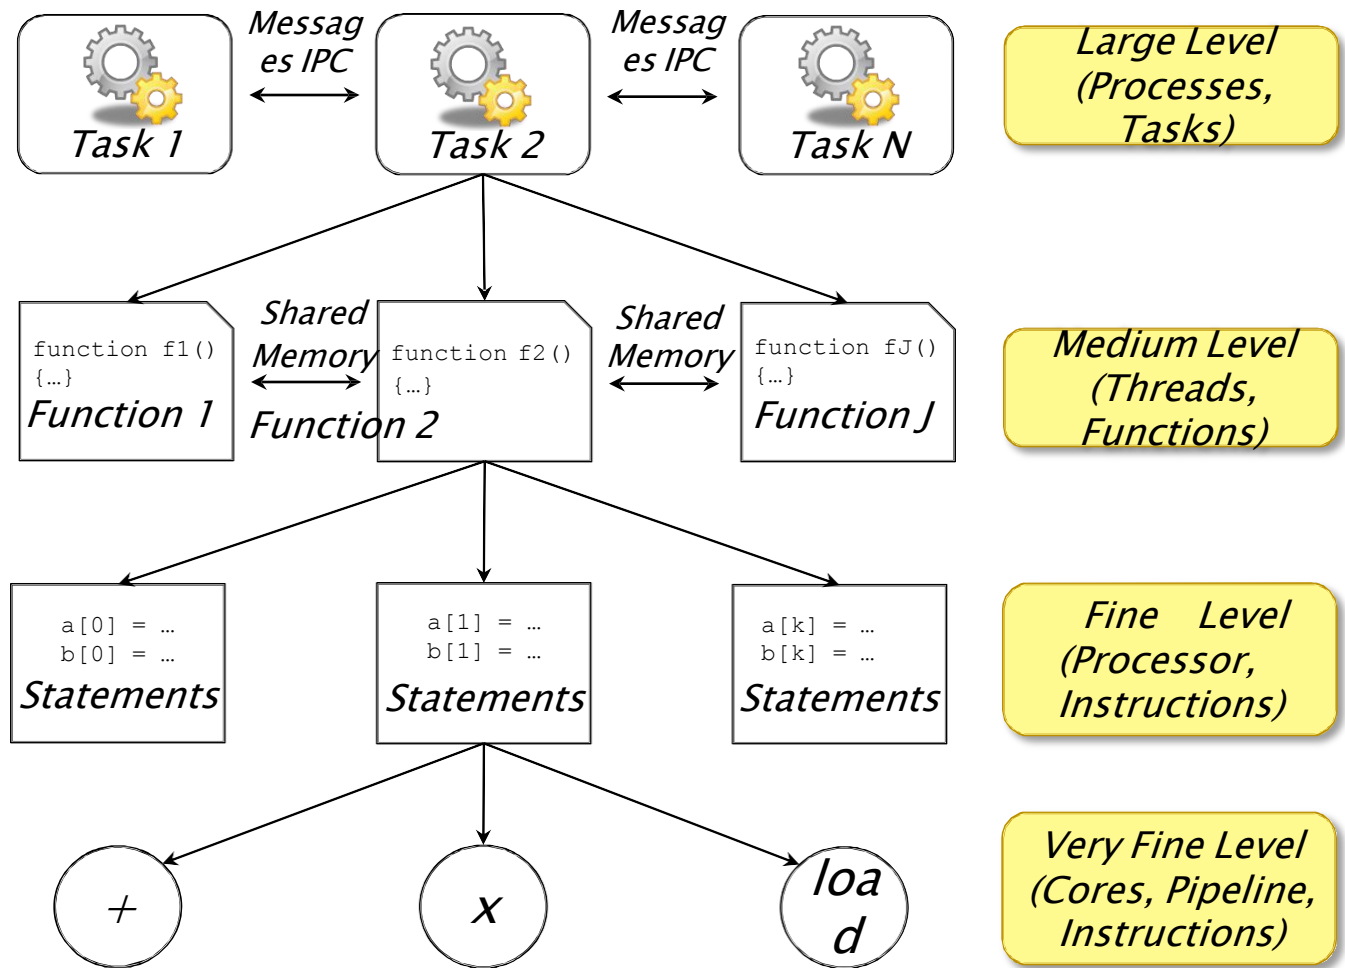 Messag
es IPC
Messag
es IPC
Task 1
Task 2
Task N
Large Level
(Processes,
Tasks)
function f1()
{…}
Function 1
Shared
Memory
function f2()
{…}
Function 2
Shared
Memory
function fJ()
{…}
Function J
Medium Level
(Threads,
Functions)
a[0] = …
b[0] = …
Statements
a[1] = …
b[1] = …
Statements
a[k] = …
b[k] = …
Statements
Fine Level
(Processor,
Instructions)
+
x
loa
d
Very Fine Level
(Cores, Pipeline,
Instructions)